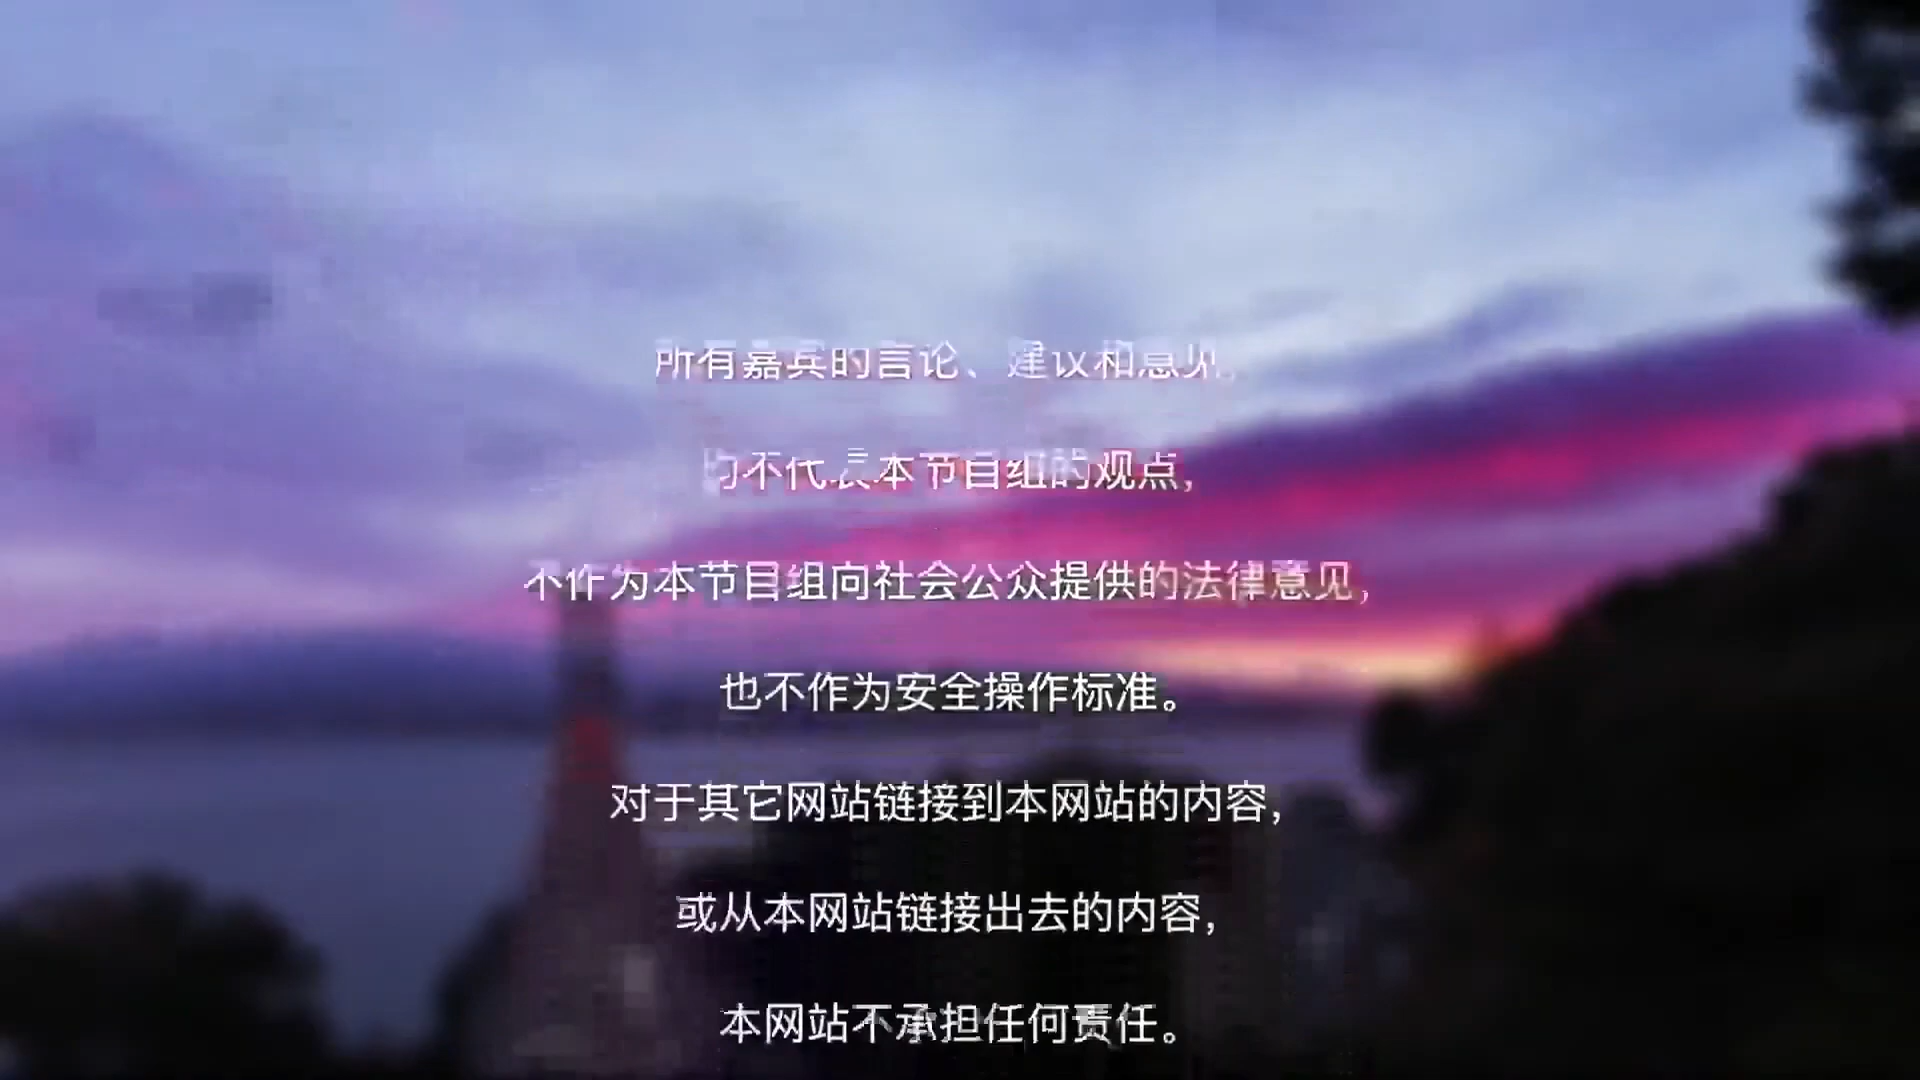 所有嘉宾的言论、建议和意见,
均不代表本节目组的观点,
不作为本节目组向社会公众提供的法律意见,
也不作为安全操作标准。
对于其它网站链接到本网站的内容,
或从本网站链接出去的内容,
本网站不承担任何责任。